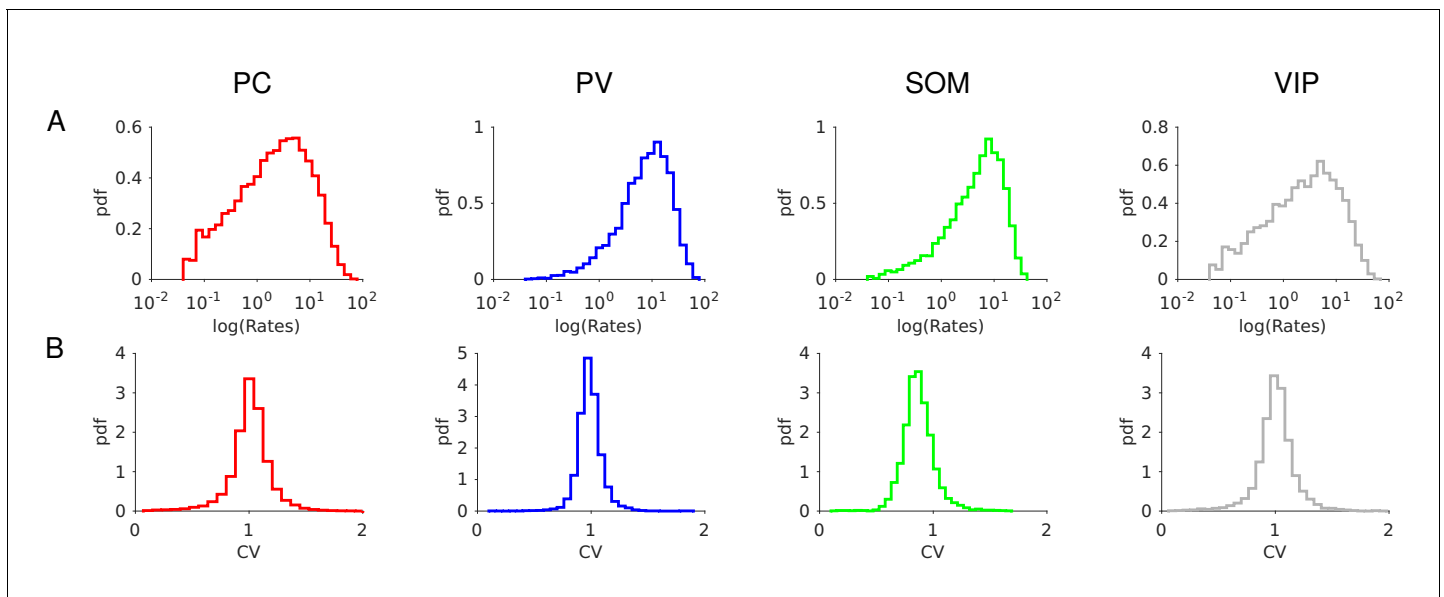 PC PV SOM VIP
A
0.6 1 1 0.8
0.6
0.4
0.5 0.5 0.4
0.2
0.2
0 0 0 0
pdf pdf pdf pdf
10^-2 10^-1 10^0 10^1 10^2 10^-2 10^-1 10^0 10^1 10^2 10^-2 10^-1 10^0 10^1 10^2 10^-2 10^-1 10^0 10^1 10^2
log(Rates) log(Rates) log(Rates) log(Rates)
B
4 5 4 4
4
3 3 3
3
2 2 2
2
1 1 1 1
0 0 0 0
pdf pdf pdf pdf
0 1 2 0 1 2 0 1 2 0 1 2
CV CV CV CV